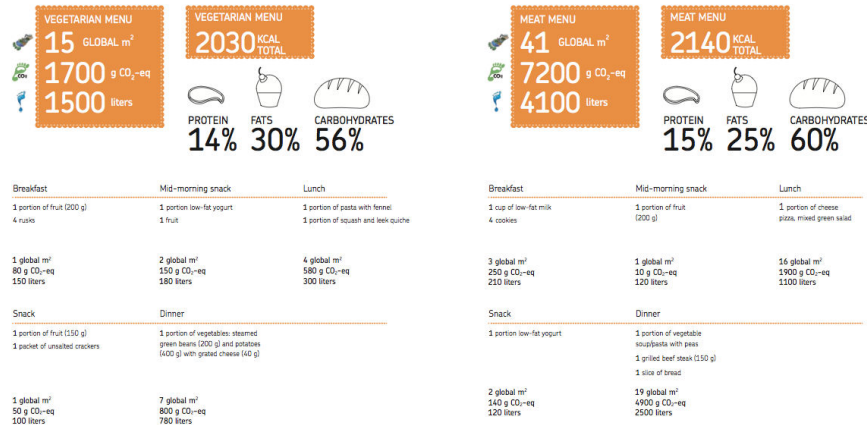 VEGETARIAN MENU
15 GLOBAL m²
1700 g CO₂-eq
1500 liters
VEGETARIAN MENU
2030 KCAL TOTAL
PROTEIN FATS CARBOHYDRATES
14% 30% 56%
Breakfast
1 portion of fruit (200 g)
4 rusks
1 global m²
80 g CO₂-eq
150 liters
Mid-morning snack
1 portion low-fat yogurt
1 fruit
2 global m²
150 g CO₂-eq
180 liters
Lunch
1 portion of pasta with fennel
1 portion of squash and leek quiche
4 global m²
580 g CO₂-eq
300 liters
Snack
1 portion of fruit (150 g)
1 packet of unsalted crackers
1 global m²
50 g CO₂-eq
100 liters
Dinner
1 portion of vegetables: steamed
green beans (200 g) and potatoes
(400 g) with grated cheese (40 g)
7 global m²
800 g CO₂-eq
780 liters
MEAT MENU
41 GLOBAL m²
7200 g CO₂-eq
4100 liters
MEAT MENU
2140 KCAL TOTAL
PROTEIN FATS CARBOHYDRATES
15% 25% 60%
Breakfast
1 cup of low-fat milk
4 cookies
3 global m²
250 g CO₂-eq
210 liters
Mid-morning snack
1 portion of fruit
(200 g)
1 global m²
10 g CO₂-eq
120 liters
Lunch
1 portion of cheese
pizza, mixed green salad
16 global m²
1900 g CO₂-eq
1100 liters
Snack
1 portion low-fat yogurt
2 global m²
140 g CO₂-eq
120 liters
Dinner
1 portion of vegetable
soup/pasta with peas
1 grilled beef steak (150 g)
1 slice of bread
19 global m²
4900 g CO₂-eq
2500 liters